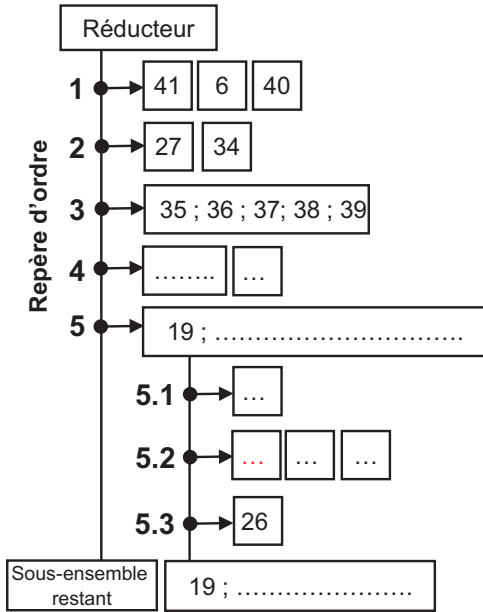 Réducteur
1 41 6 40
2 27 34
3 35 ; 36 ; 37; 38 ; 39
4 …….. …
5 19 ; ……………………………
5.1 …
5.2 … … …
5.3 26
Sous-ensemble
restant
19 ; ………………….
Repère d'ordre